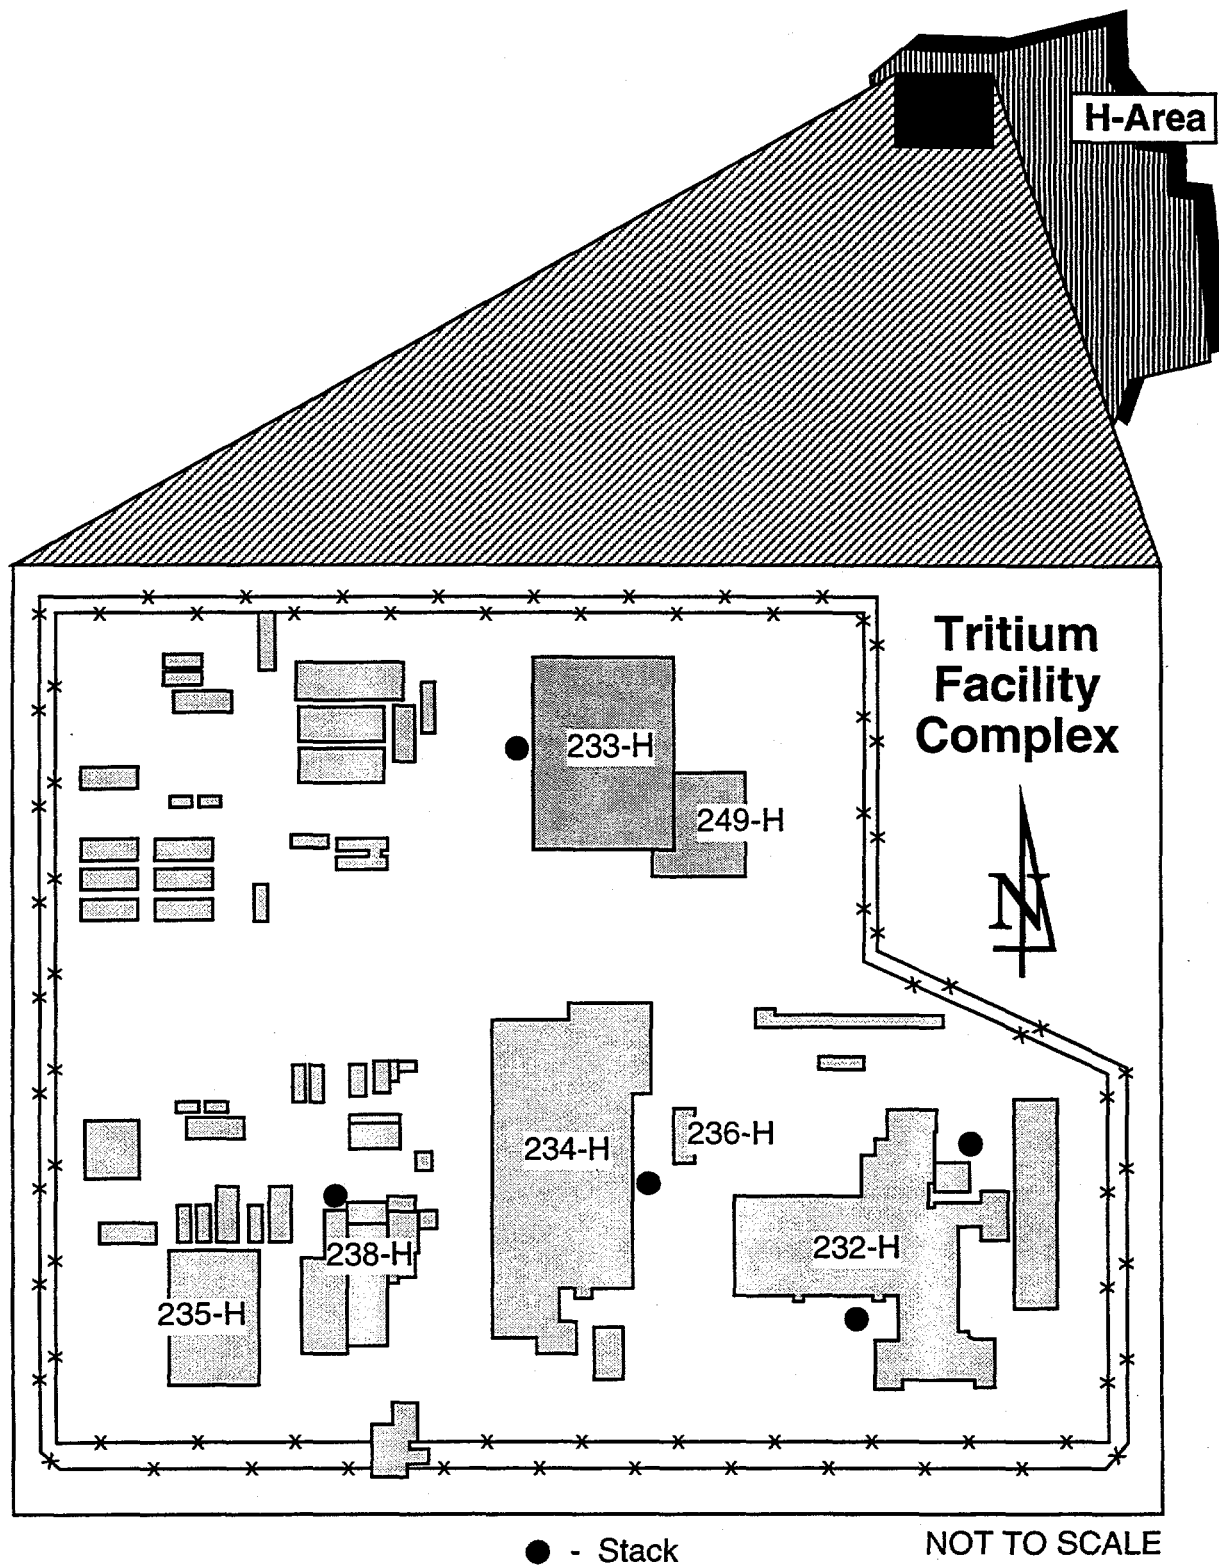 H-Area
Tritium
Facility
Complex
233-H
249-H
N
234-H
236-H
232-H
238-H
235-H
- Stack
NOT TO SCALE